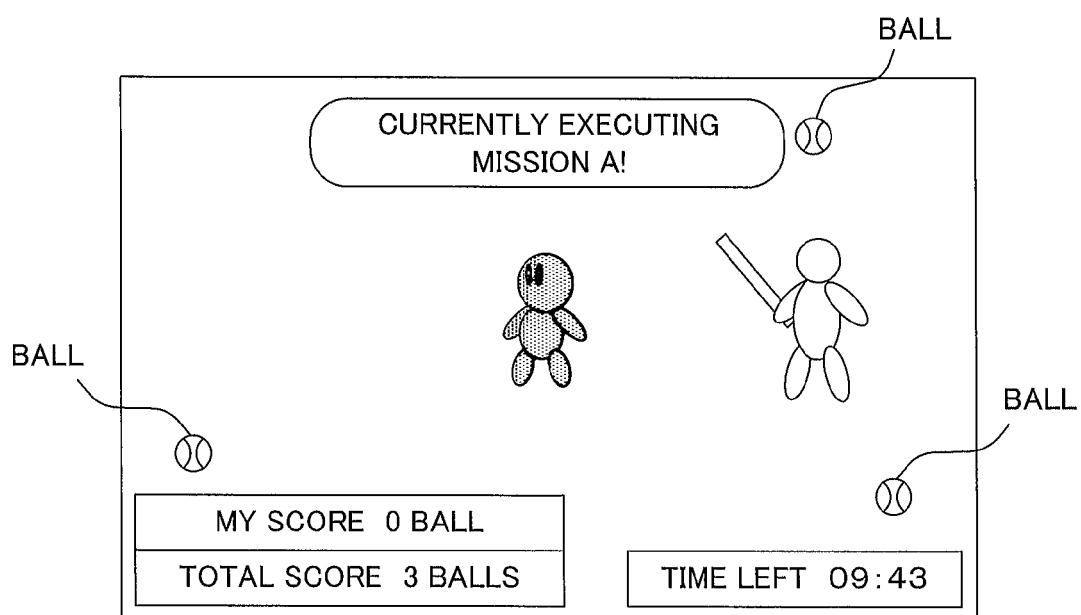 BALL
CURRENTLY EXECUTING
MISSION A!
BALL
BALL
MY SCORE 0 BALL
TOTAL SCORE 3 BALLS
TIME LEFT 09:43